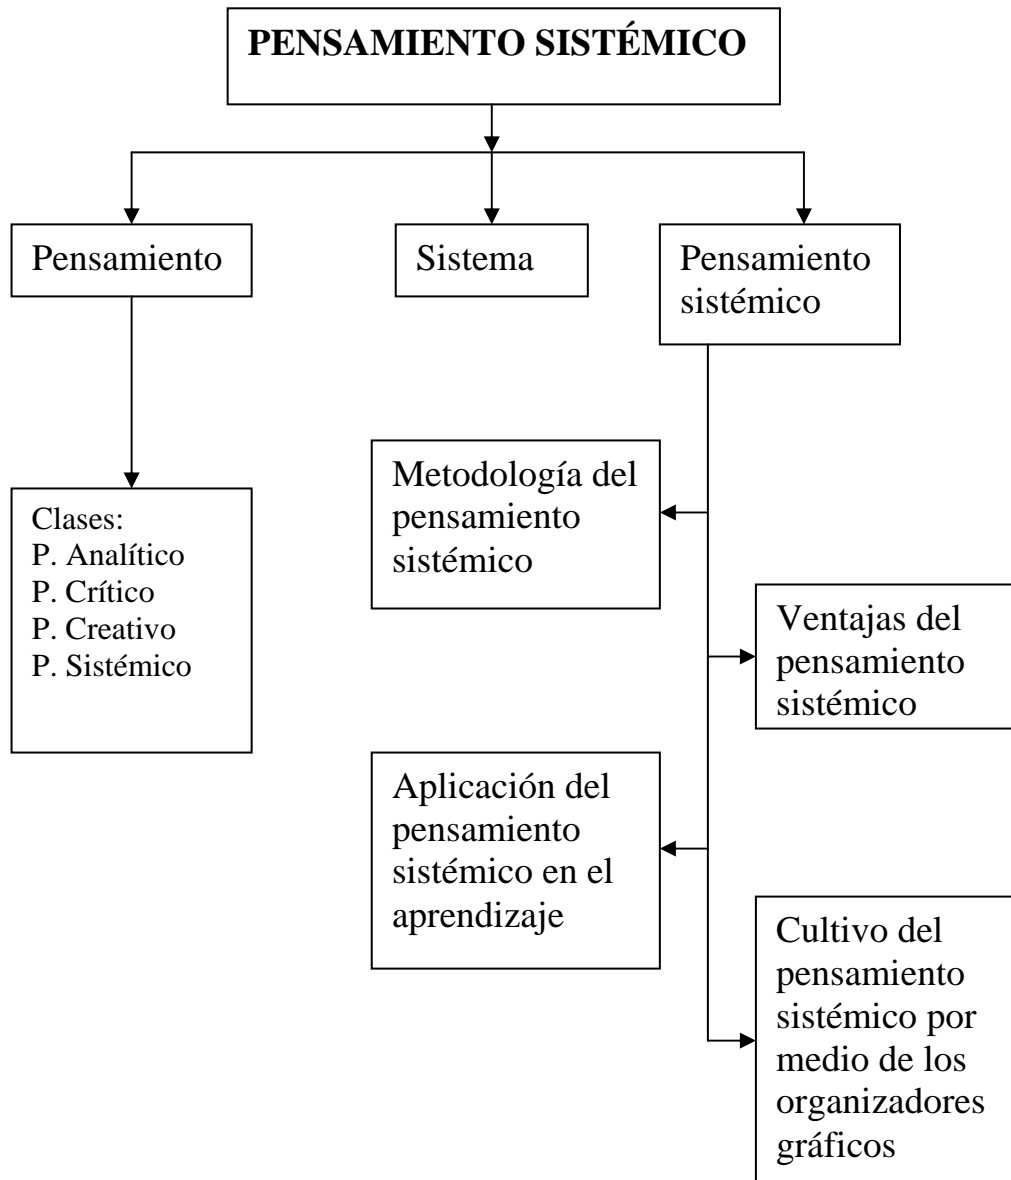 PENSAMIENTO SISTÉMICO
Pensamiento
Sistema
Pensamiento
sistémico
Clases:
P. Analítico
P. Crítico
P. Creativo
P. Sistémico
Metodología del
pensamiento
sistémico
Ventajas del
pensamiento
sistémico
Aplicación del
pensamiento
sistémico en el
aprendizaje
Cultivo del
pensamiento
sistémico por
medio de los
organizadores
gráficos